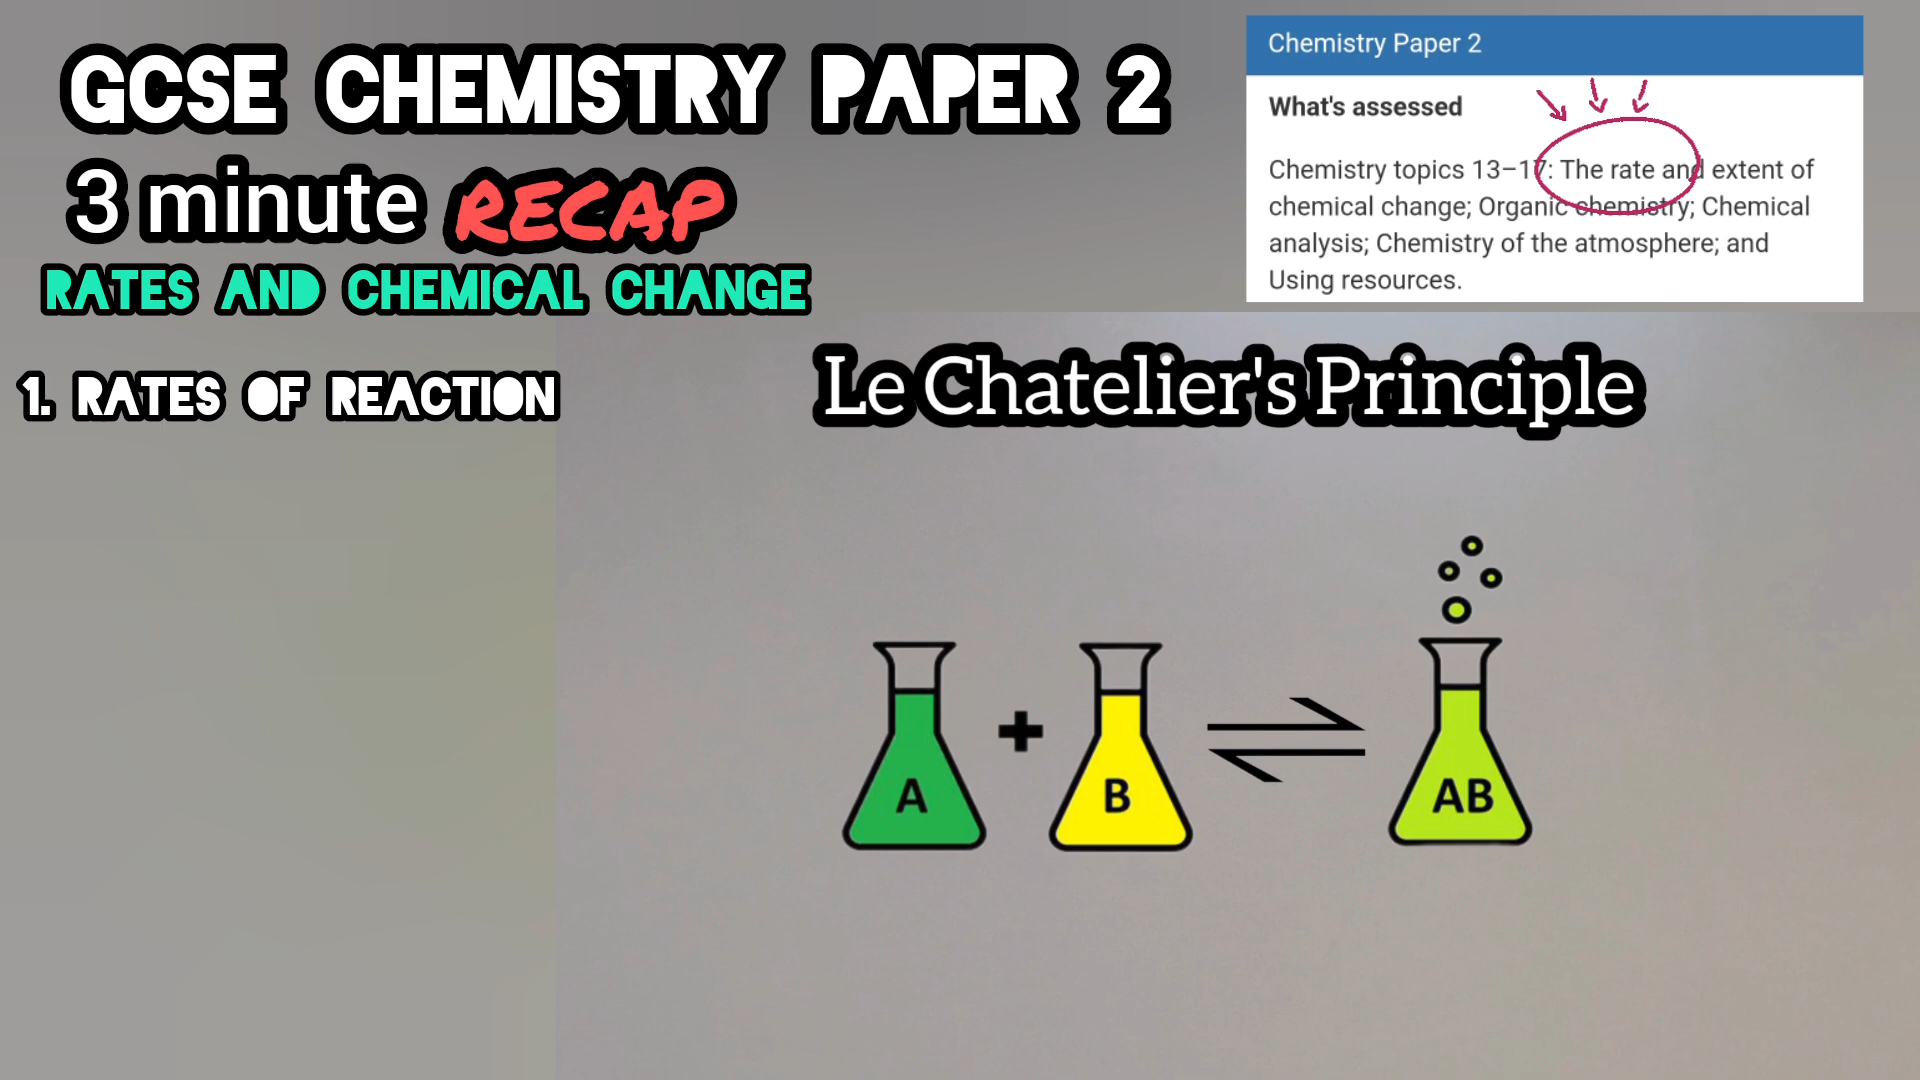 GCSE CHEMISTRY PAPER 2
3 minute RECAP
RATES AND CHEMICAL CHANGE
Chemistry Paper 2
What's assessed
Chemistry topics 13–17: The rate and extent of
chemical change; Organic chemistry; Chemical
analysis; Chemistry of the atmosphere; and
Using resources.
1. RATES OF REACTION
Le Chatelier's Principle
A + B ⇌ AB